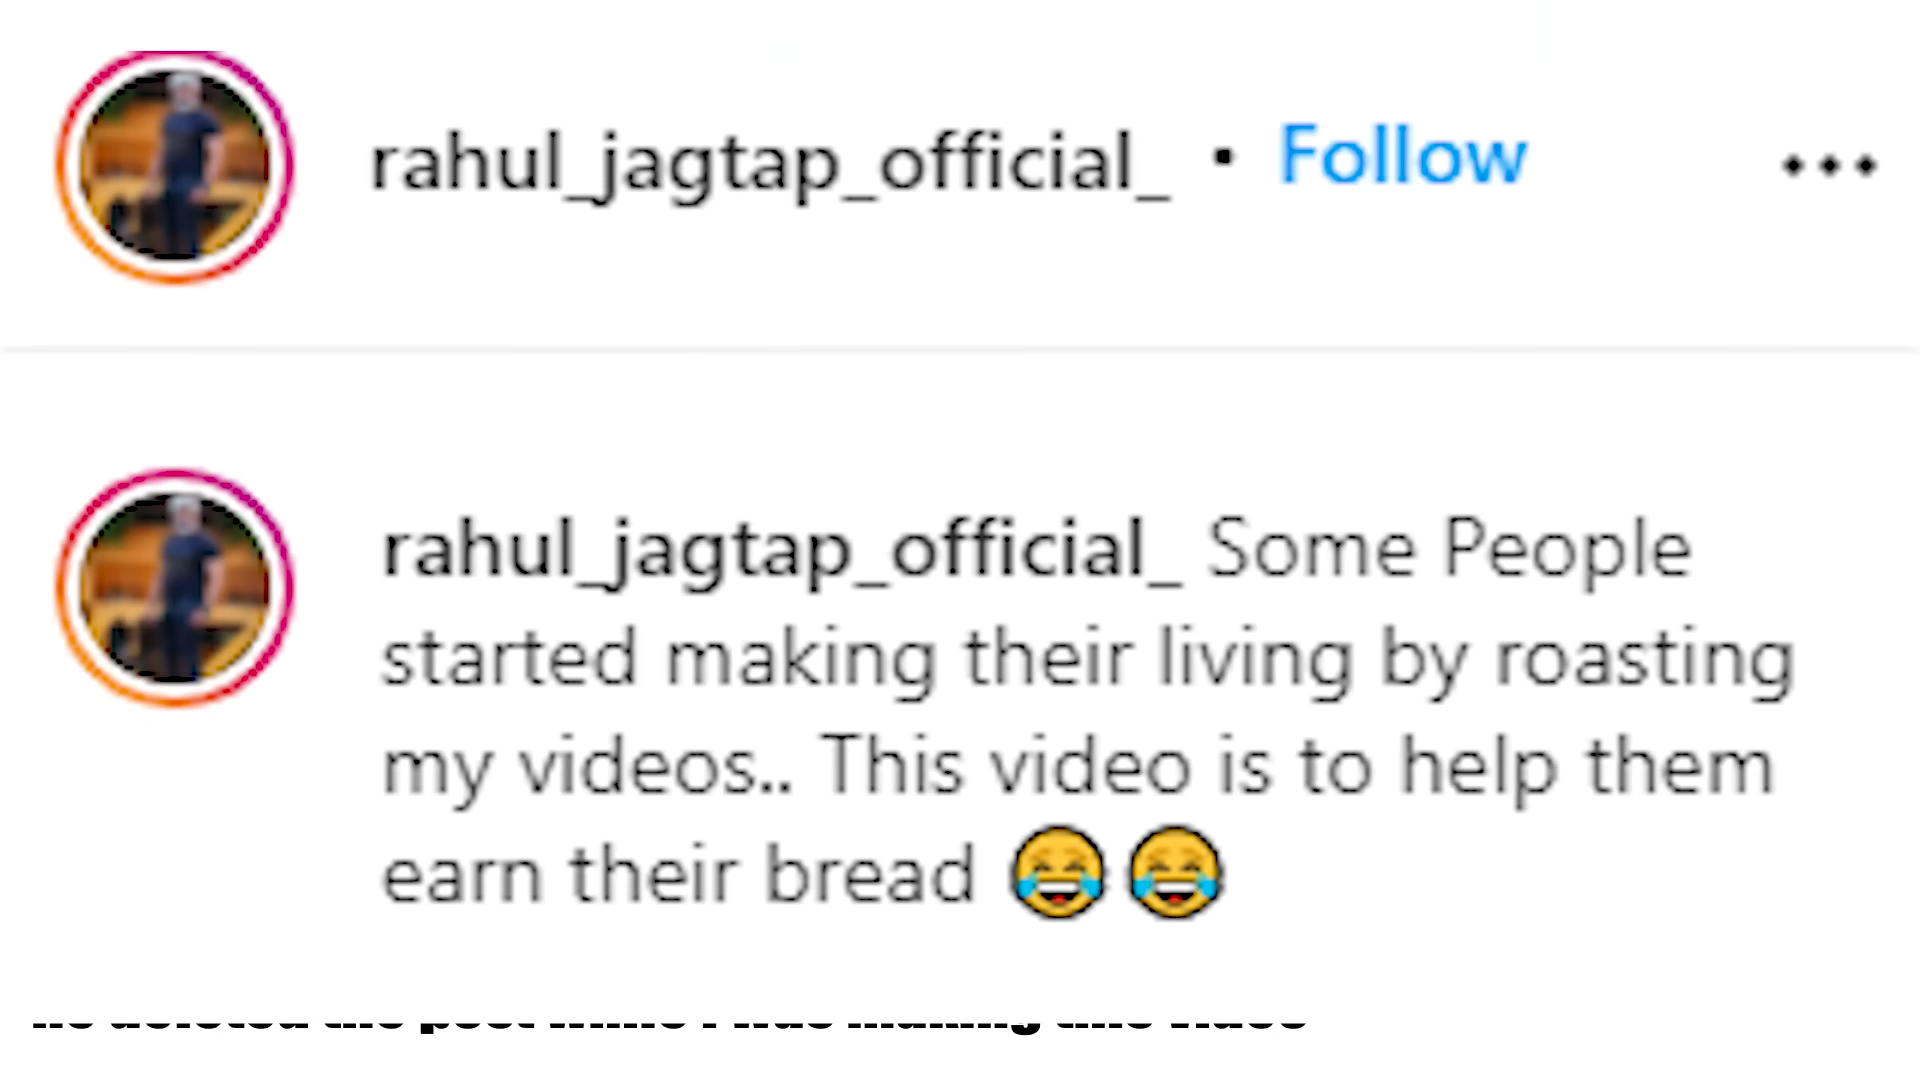 rahul_jagtap_official_ • Follow
rahul_jagtap_official_ Some People
started making their living by roasting
my videos.. This video is to help them
earn their bread 😂😂